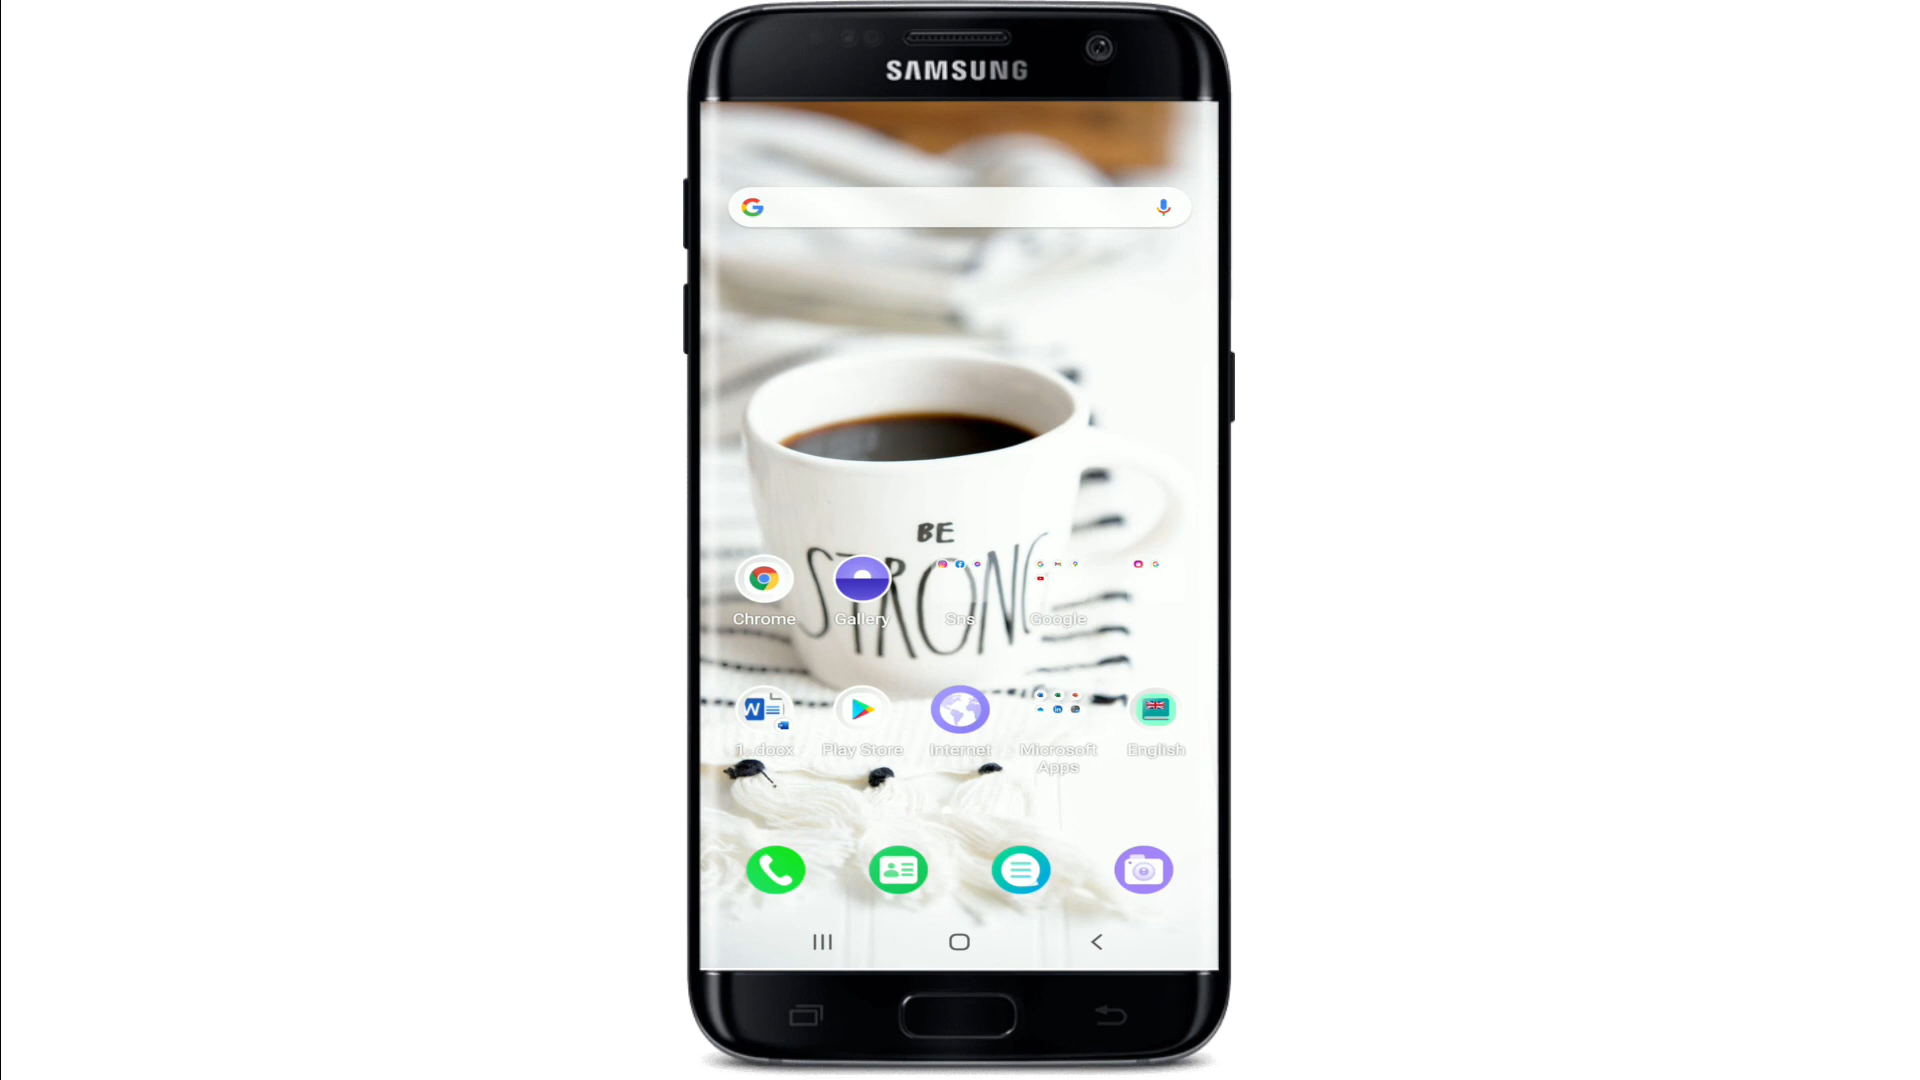 SAMSUNG
BE
STRONG
Chrome
Gallery
Sns
Google
1...docx
Play Store
Internet
Microsoft
Apps
English